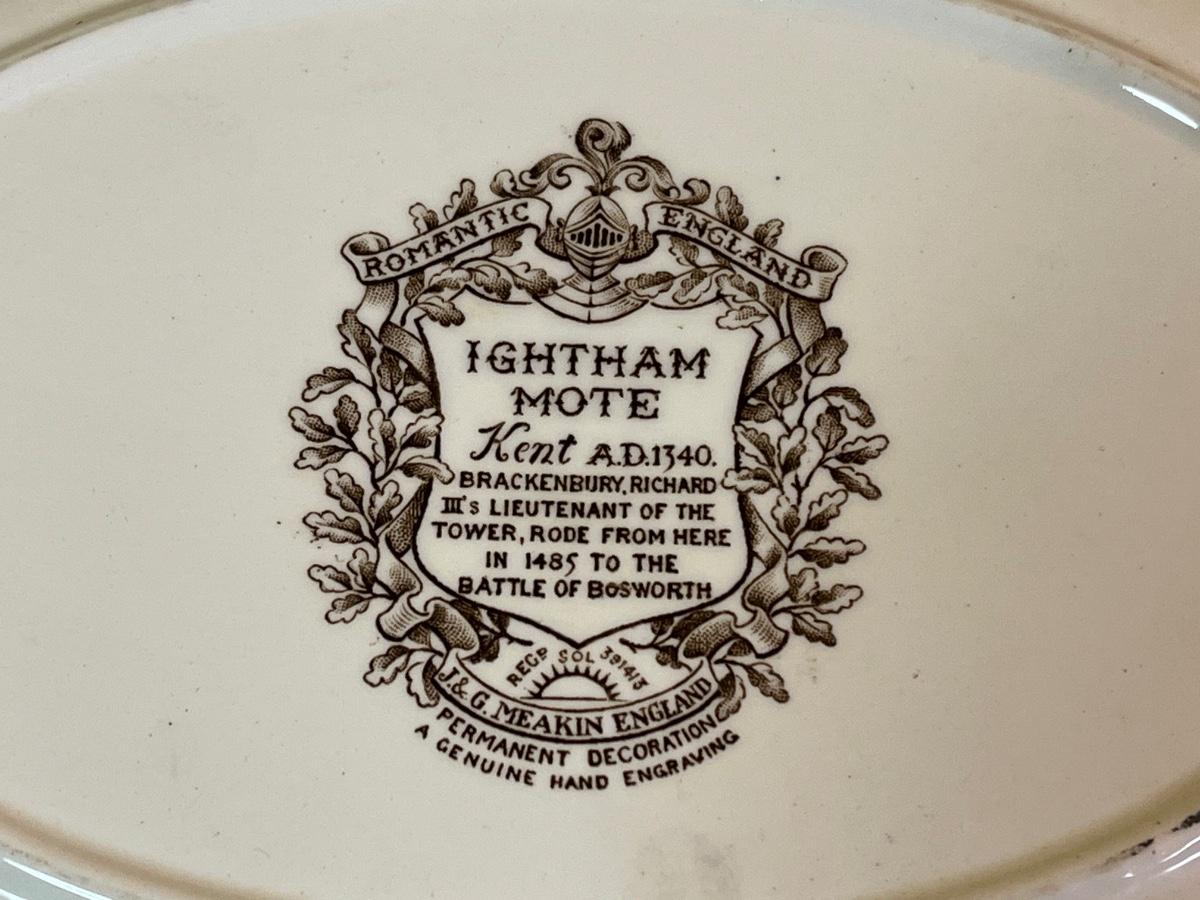 ROMANTIC ENGLAND
IGHTHAM
MOTE
Kent A.D.1340.
BRACKENBURY, RICHARD
III's LIEUTENANT OF THE
TOWER, RODE FROM HERE
IN 1485 TO THE
BATTLE OF BOSWORTH
REGD SOL 391413
J.& G. MEAKIN ENGLAND
PERMANENT DECORATION
A GENUINE HAND ENGRAVING